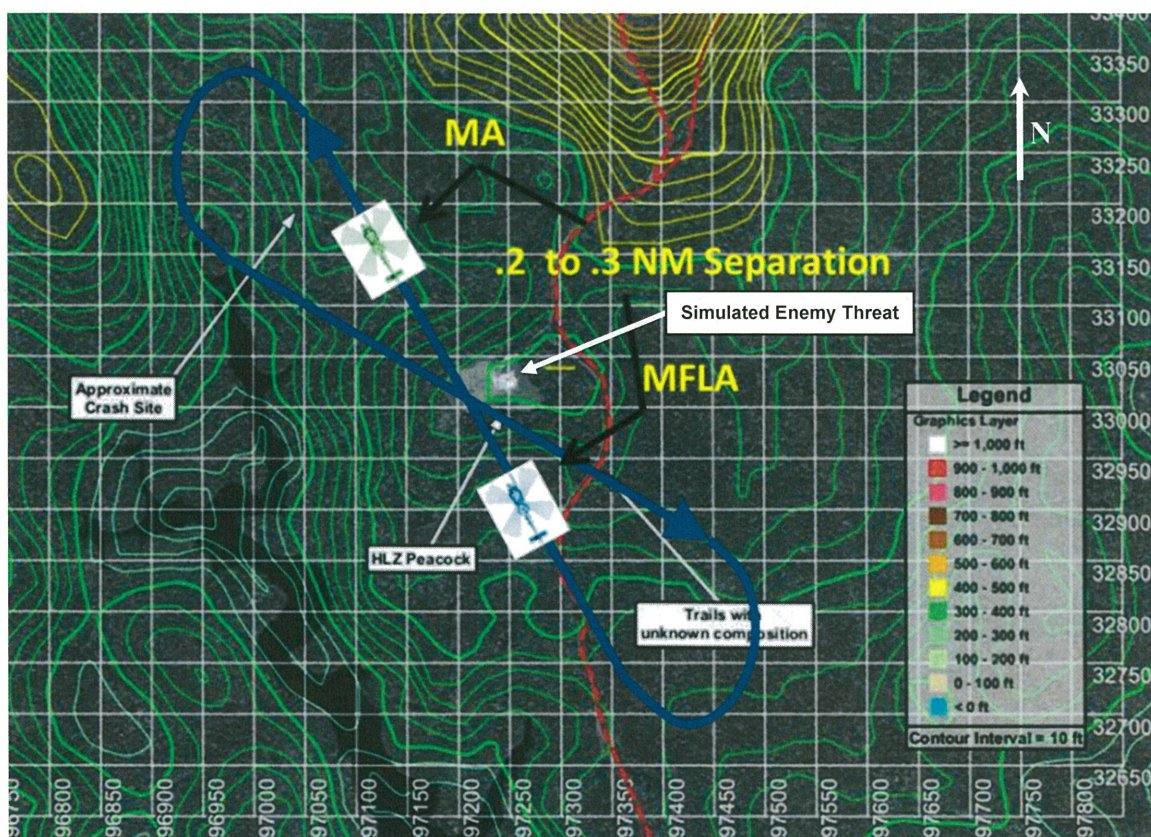 33400
33350
33300
33250
33200
33150
33100
33050
33000
32950
32900
32850
32800
32750
32700
32650
N
MA
.2 to .3 NM Separation
Simulated Enemy Threat
MFLA
Approximate
Crash Site
HLZ Peacock
Trails with
unknown composition
Legend
Graphics Layer
>= 1,000 ft
900 - 1,000 ft
800 - 900 ft
700 - 800 ft
600 - 700 ft
500 - 600 ft
400 - 500 ft
300 - 400 ft
200 - 300 ft
100 - 200 ft
0 - 100 ft
< 0 ft
Contour Interval = 10 ft
96750
96800
96850
96900
96950
97000
97050
97100
97150
97200
97250
97300
97350
97400
97450
97500
97550
97600
97650
97700
97750
97800